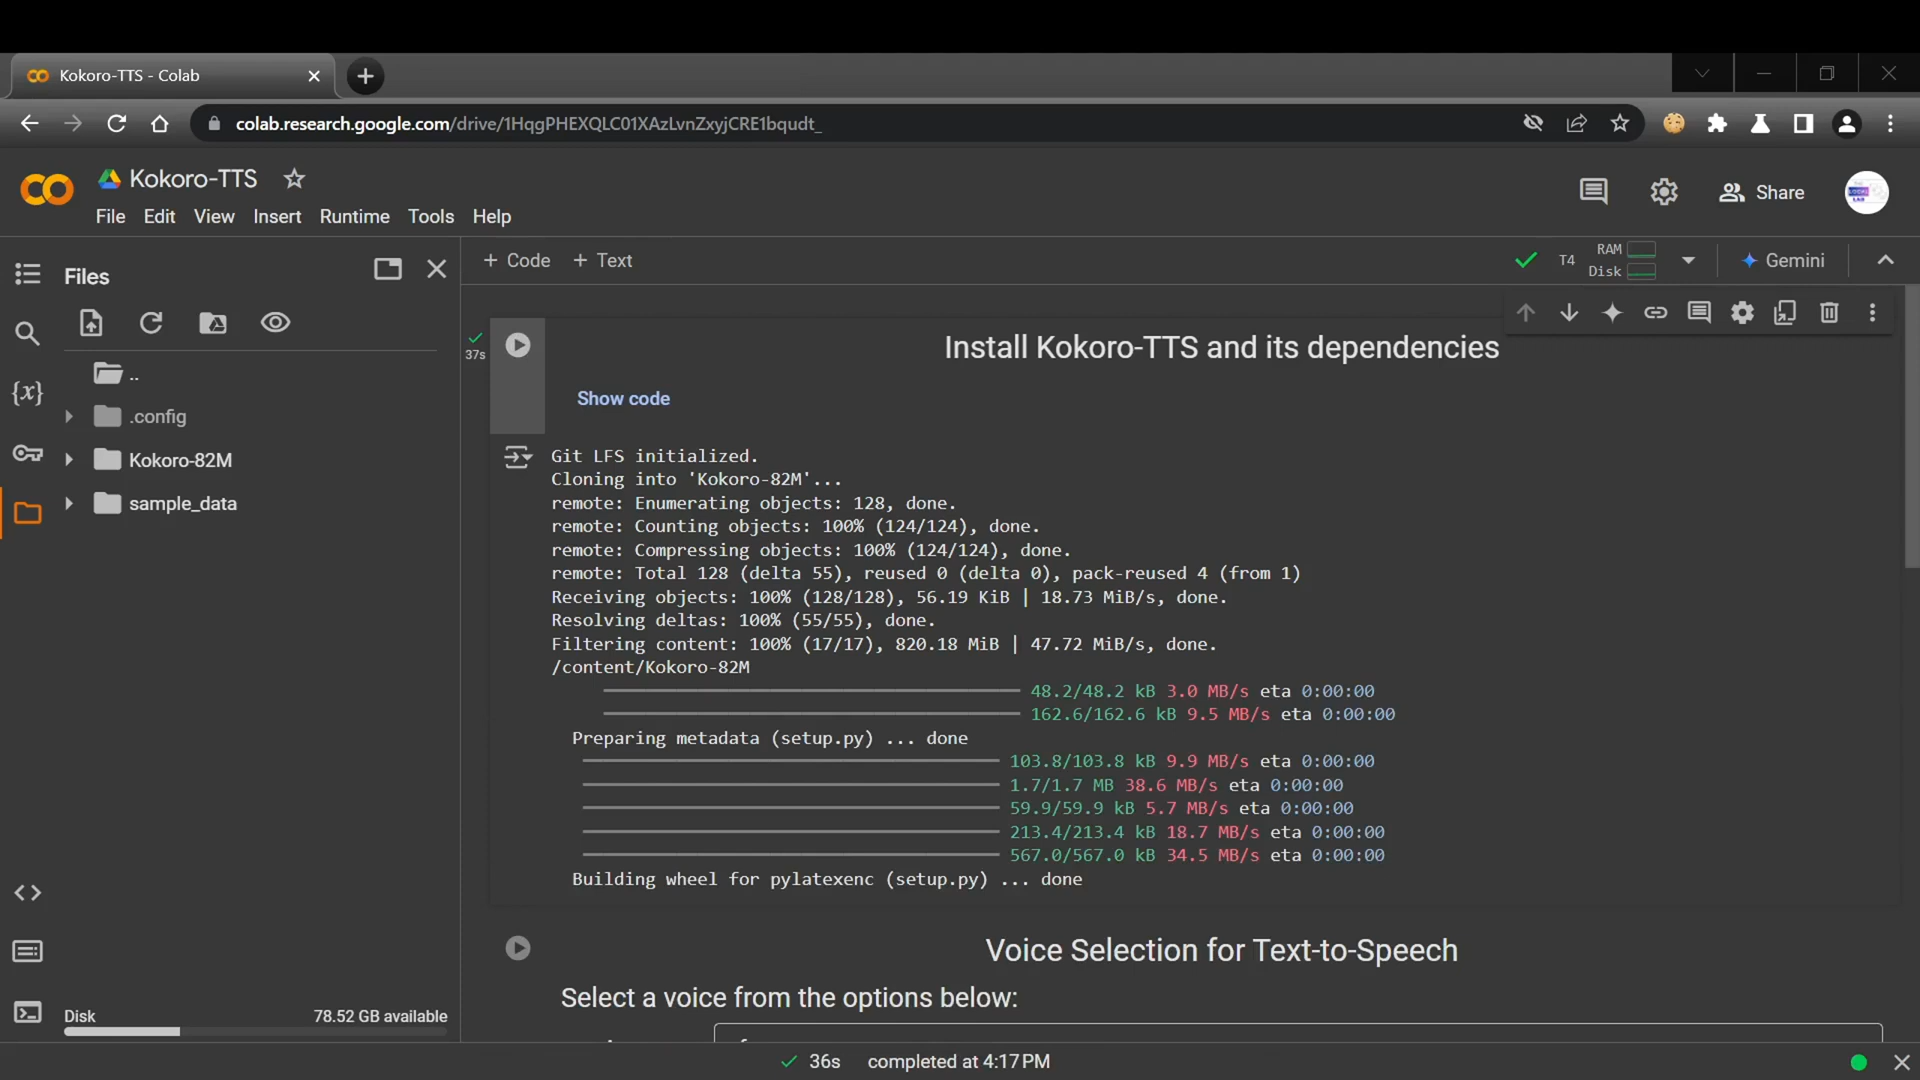 Kokoro-TTS - Colab
colab.research.google.com/drive/1HqgPHEXQLC01XAzLvnZxyjCRE1bqudt_
Kokoro-TTS
File Edit View Insert Runtime Tools Help
Share
Files
+ Code + Text
T4
RAM
Disk
Gemini
..
.config
Kokoro-82M
sample_data
{x}
37s
Install Kokoro-TTS and its dependencies
Show code
Git LFS initialized.
Cloning into 'Kokoro-82M'...
remote: Enumerating objects: 128, done.
remote: Counting objects: 100% (124/124), done.
remote: Compressing objects: 100% (124/124), done.
remote: Total 128 (delta 55), reused 0 (delta 0), pack-reused 4 (from 1)
Receiving objects: 100% (128/128), 56.19 KiB | 18.73 MiB/s, done.
Resolving deltas: 100% (55/55), done.
Filtering content: 100% (17/17), 820.18 MiB | 47.72 MiB/s, done.
/content/Kokoro-82M
48.2/48.2 kB 3.0 MB/s eta 0:00:00
162.6/162.6 kB 9.5 MB/s eta 0:00:00
Preparing metadata (setup.py) ... done
103.8/103.8 kB 9.9 MB/s eta 0:00:00
1.7/1.7 MB 38.6 MB/s eta 0:00:00
59.9/59.9 kB 5.7 MB/s eta 0:00:00
213.4/213.4 kB 18.7 MB/s eta 0:00:00
567.0/567.0 kB 34.5 MB/s eta 0:00:00
Building wheel for pylatexenc (setup.py) ... done
Voice Selection for Text-to-Speech
Select a voice from the options below:
Disk 78.52 GB available
36s completed at 4:17 PM